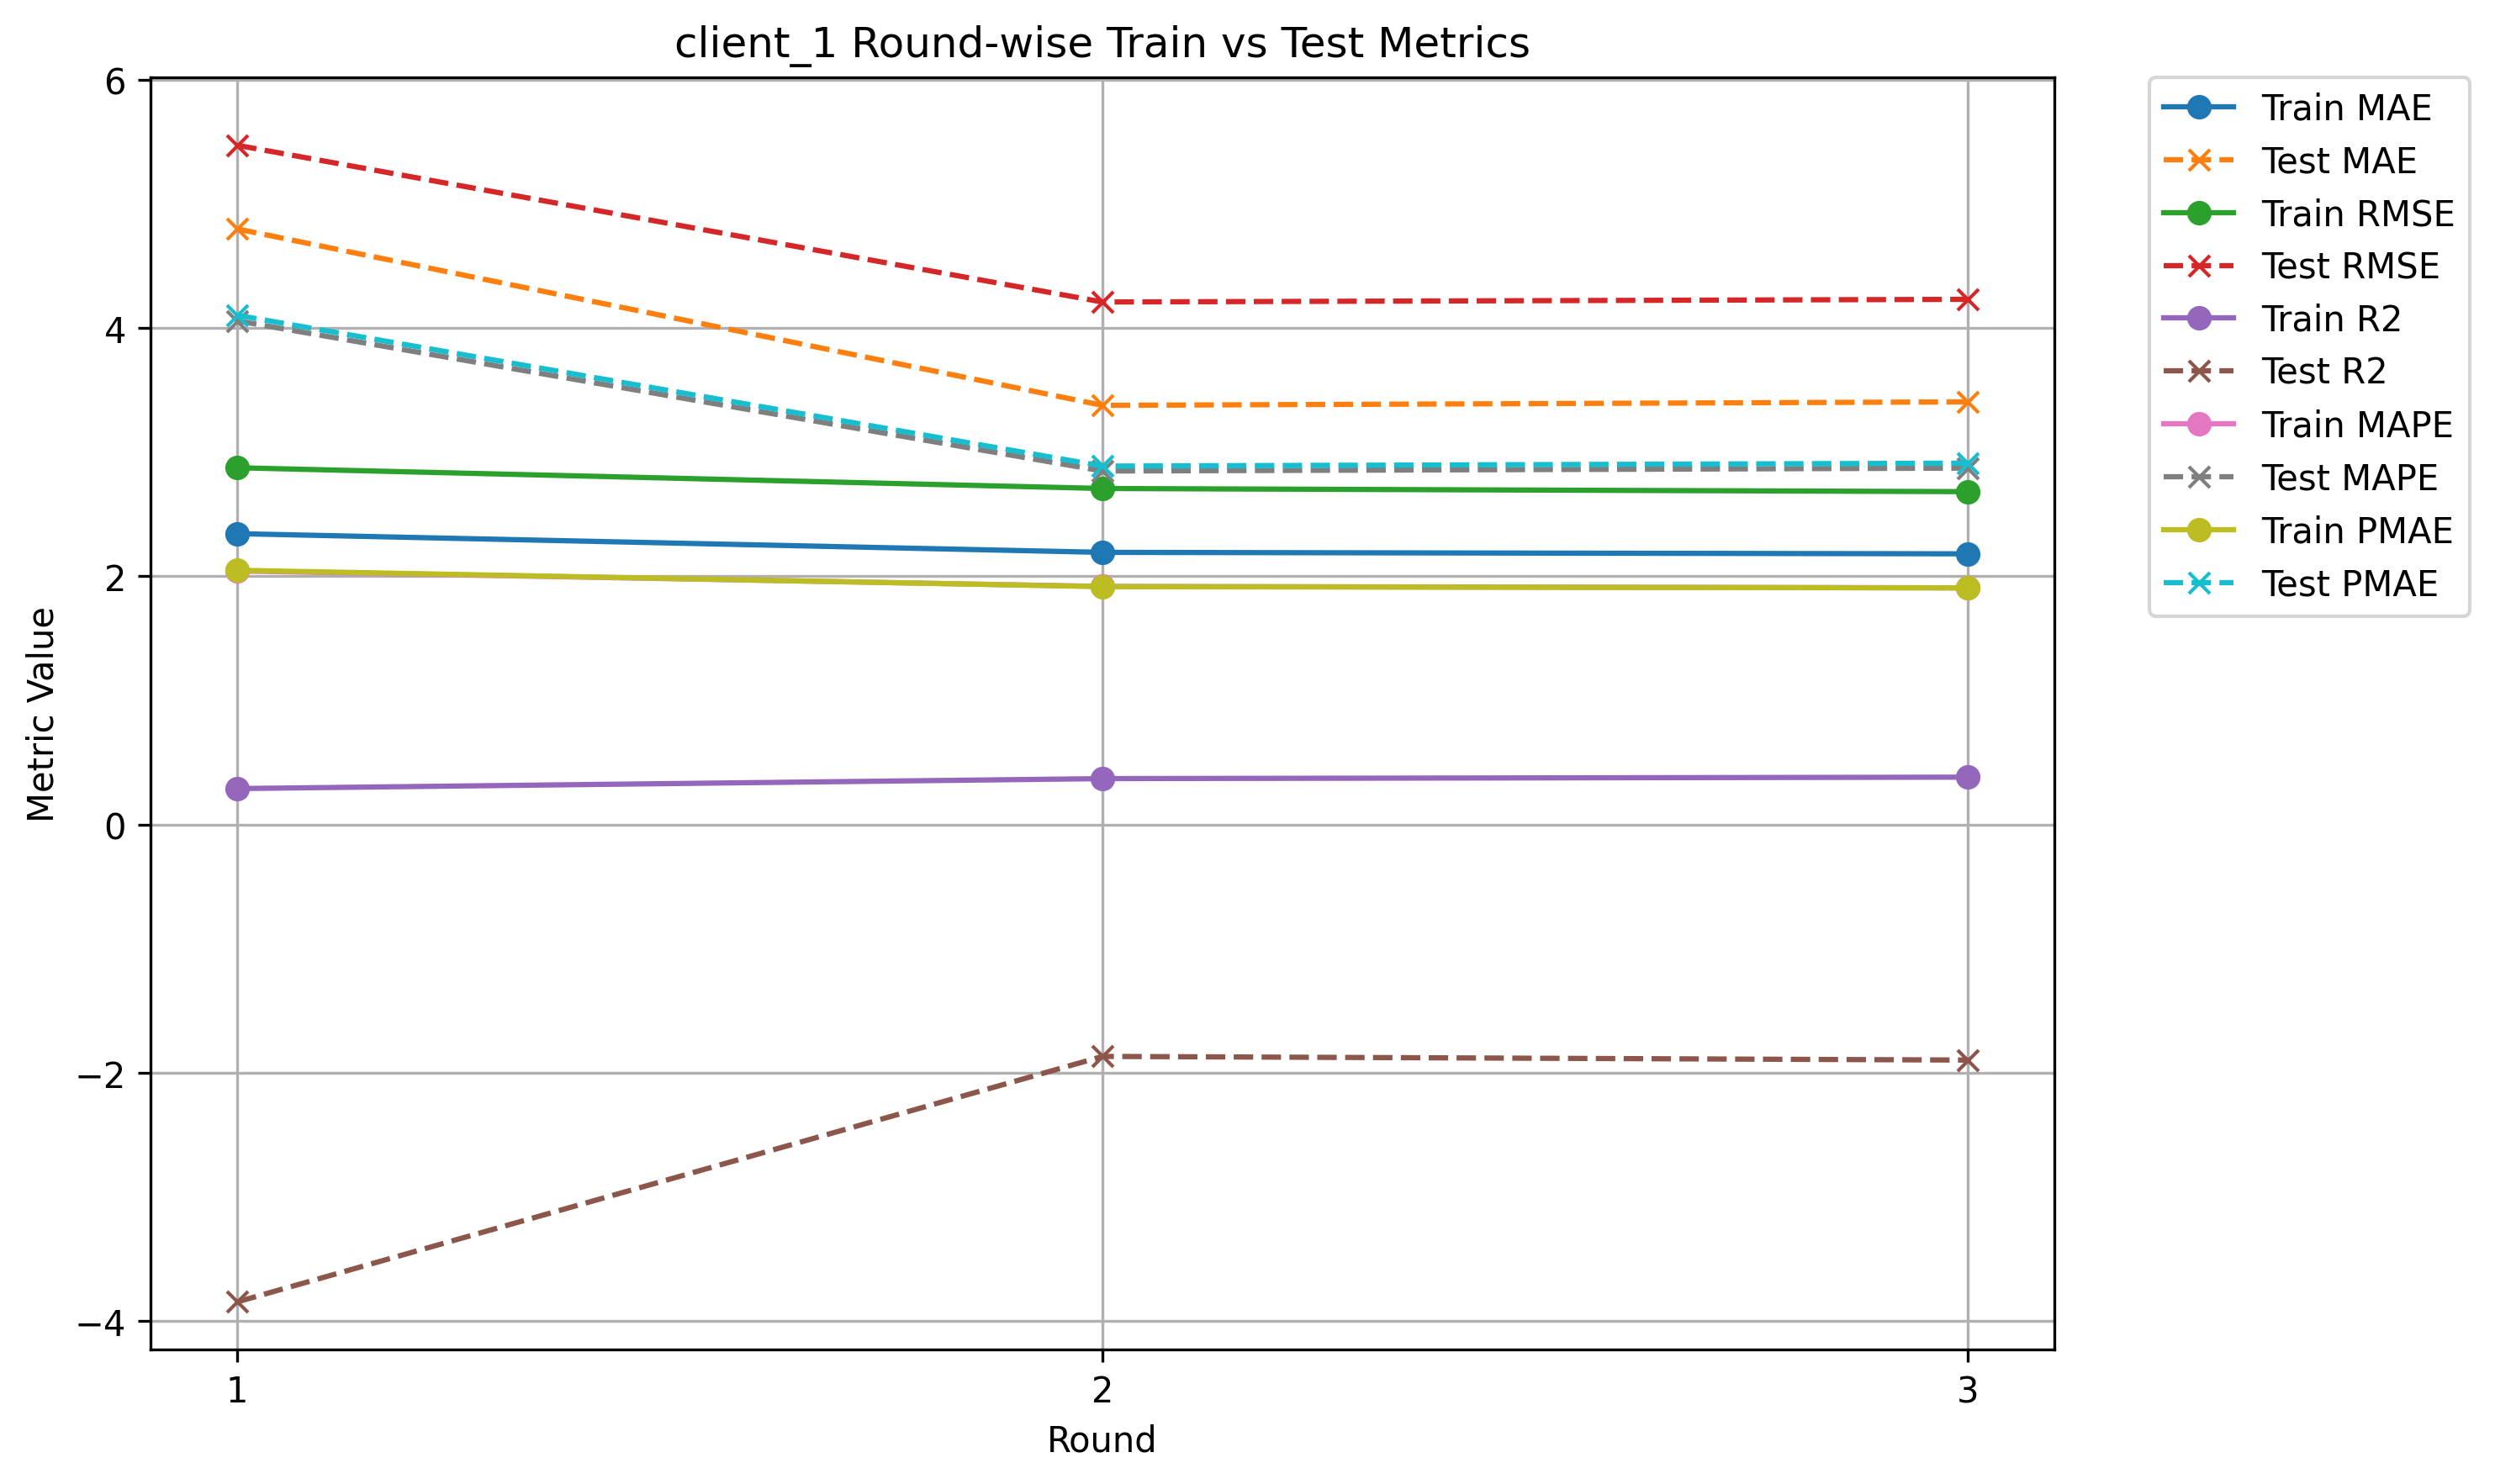 client_1 Round-wise Train vs Test Metrics
6
4
2
0
−2
−4
Metric Value
1
2
3
Round
Train MAE
Test MAE
Train RMSE
Test RMSE
Train R2
Test R2
Train MAPE
Test MAPE
Train PMAE
Test PMAE